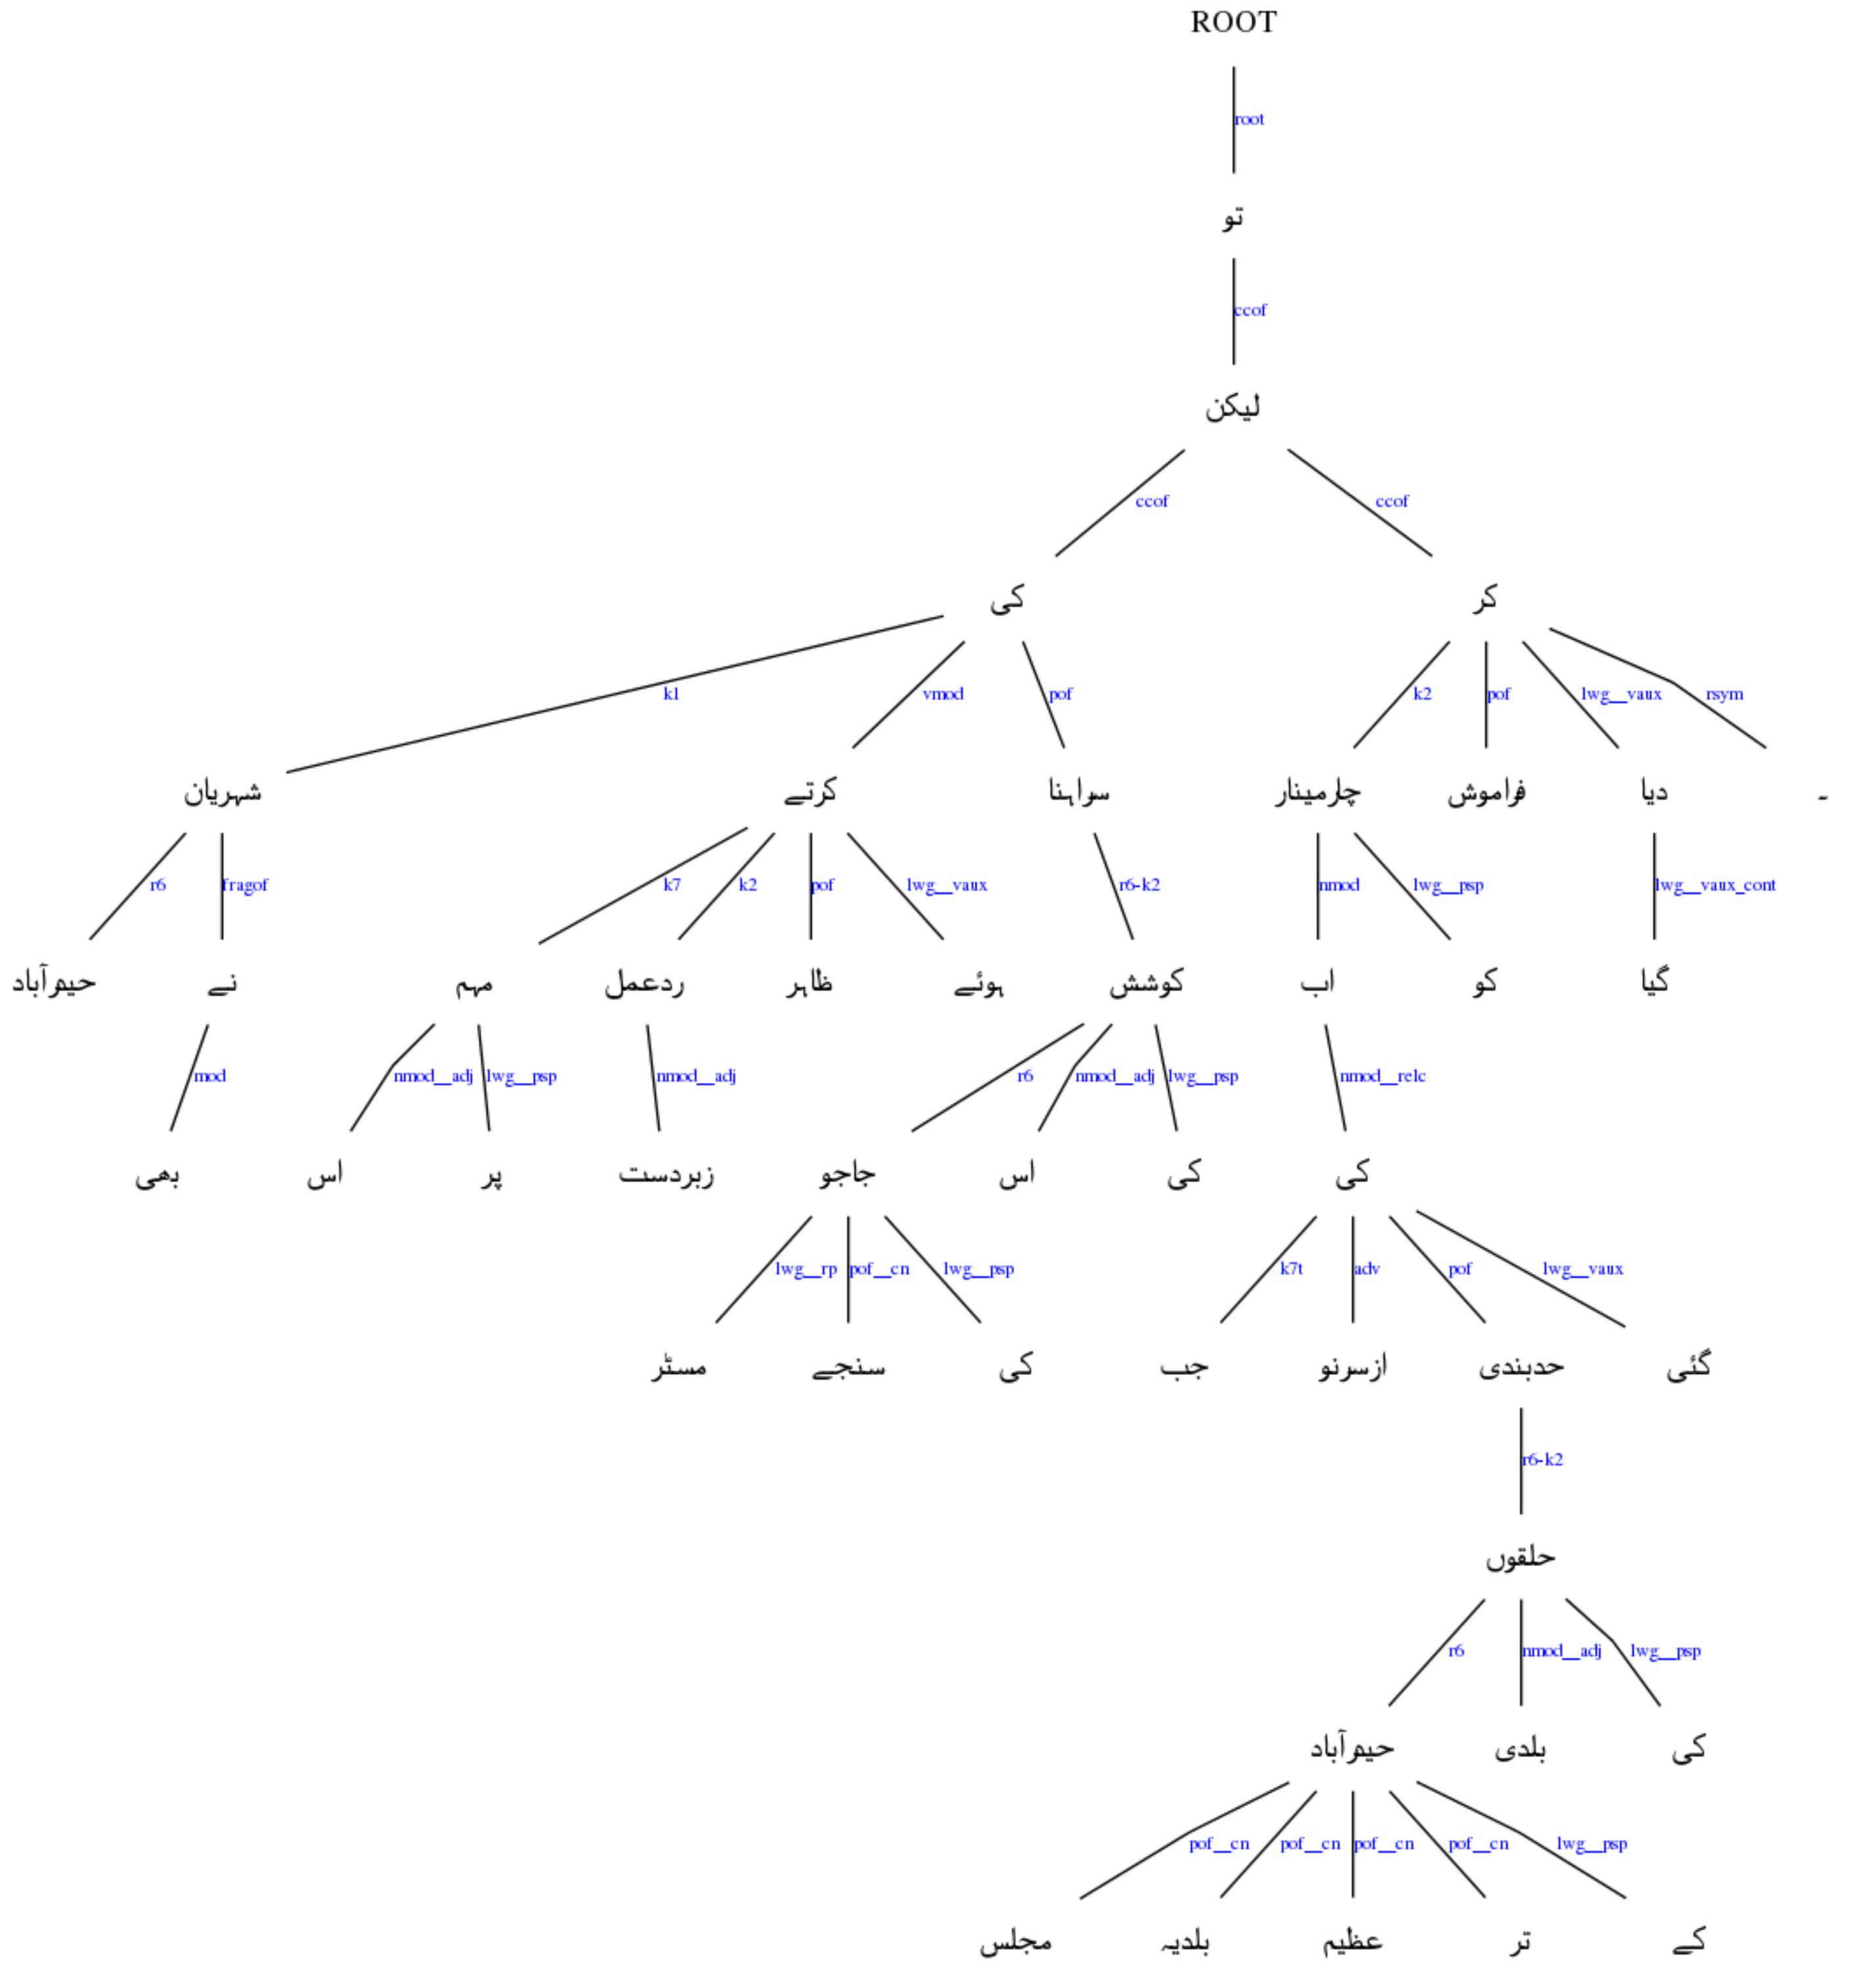 ROOT
root
تو
ccof
لیکن
ccof ccof
کی کر
k1 vmod pof k2 pof lwg__vaux rsym
شہریان کرتے سراہنا چارمینار فراموش دیا ۔
r6 fragof k7 k2 pof lwg__vaux r6-k2 nmod lwg__psp lwg__vaux_cont
نے مہم ردعمل ظاہر ہوئے کوشش اب کو گیا
mod nmod__adj lwg__psp nmod__adj r6 nmod__adj lwg__psp nmod__relc
بھی اس پر زبردست جاجو اس کی کی
lwg__rp pof__cn lwg__psp k7t adv pof lwg__vaux
مسٹر سنجے کی جب ازسرنو حدبندی گئی
r6-k2
حلقوں
r6 nmod__adj lwg__psp
بلدی کی
pof__cn pof__cn pof__cn pof__cn lwg__psp
مجلس بلدیہ عظیم تر کے